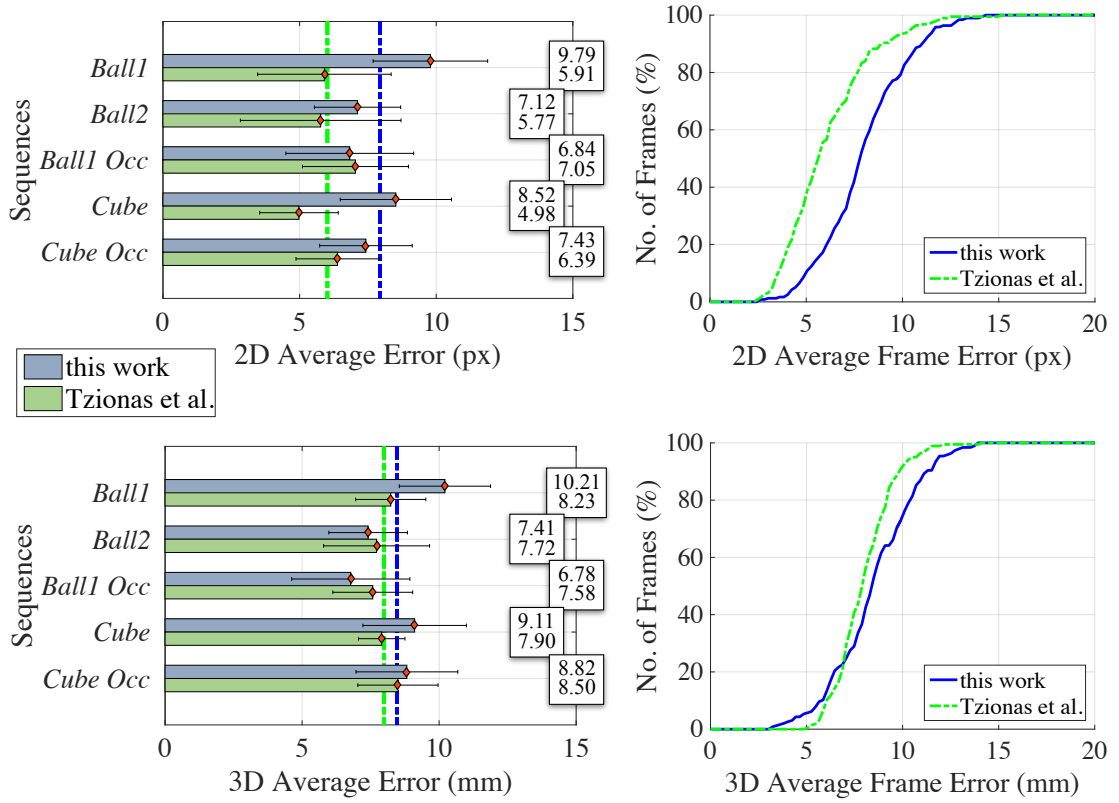 Sequences
Ball1
Ball2
Ball1 Occ
Cube
Cube Occ
9.79
5.91
7.12
5.77
6.84
7.05
8.52
4.98
7.43
6.39
0 5 10 15
2D Average Error (px)
No. of Frames (%)
100
80
60
40
20
0
this work
Tzionas et al.
0 5 10 15 20
2D Average Frame Error (px)
this work
Tzionas et al.
Sequences
Ball1
Ball2
Ball1 Occ
Cube
Cube Occ
10.21
8.23
7.41
7.72
6.78
7.58
9.11
7.90
8.82
8.50
0 5 10 15
3D Average Error (mm)
No. of Frames (%)
100
80
60
40
20
0
this work
Tzionas et al.
0 5 10 15 20
3D Average Frame Error (mm)